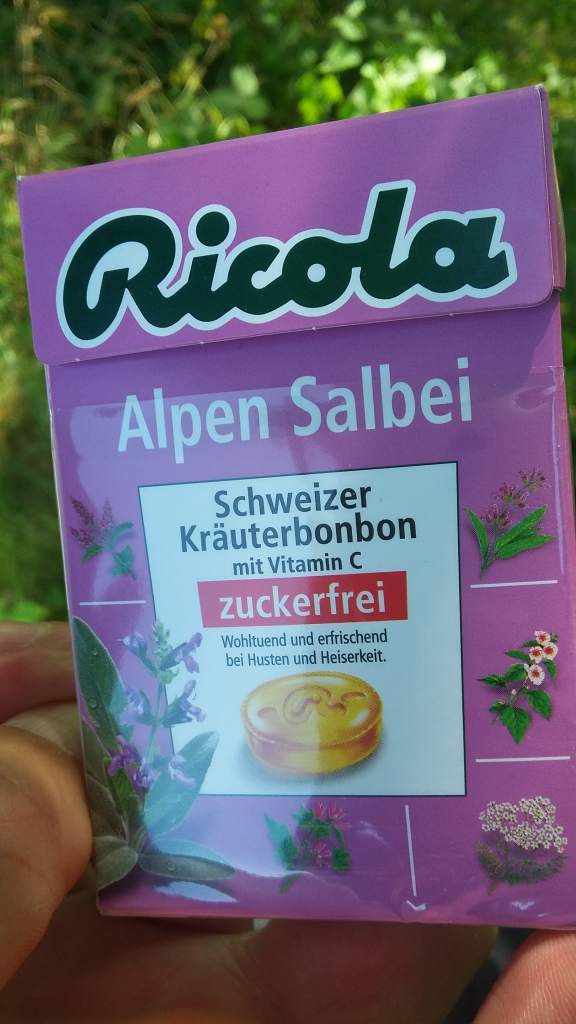 Ricola
Alpen Salbei
Schweizer
Kräuterbonbon
mit Vitamin C
zuckerfrei
Wohltuend und erfrischend
bei Husten und Heiserkeit.